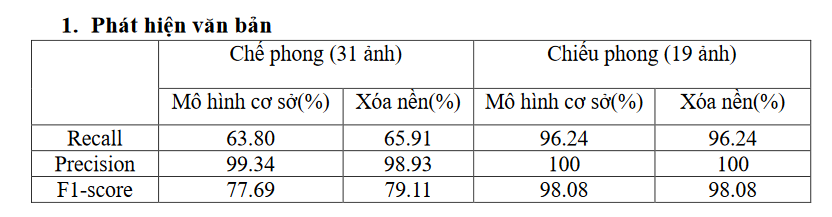 1. Phát hiện văn bản
Chế phong (31 ảnh) Chiếu phong (19 ảnh)
Mô hình cơ sở(%) Xóa nền(%) Mô hình cơ sở(%) Xóa nền(%)
Recall 63.80 65.91 96.24 96.24
Precision 99.34 98.93 100 100
F1-score 77.69 79.11 98.08 98.08